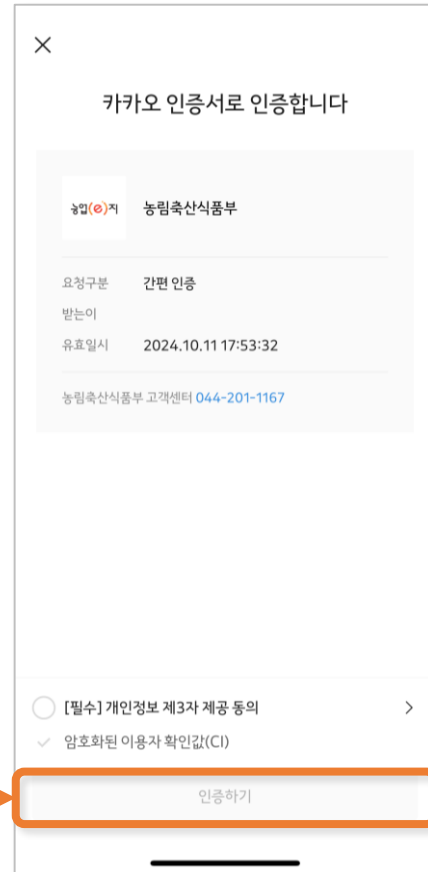 카카오 인증서로 인증합니다
농업(e)지 농림축산식품부
요청구분 간편 인증
받는이
유효일시 2024.10.11 17:53:32
농림축산식품부 고객센터 044-201-1167
[필수] 개인정보 제3자 제공 동의
암호화된 이용자 확인값(CI)
인증하기